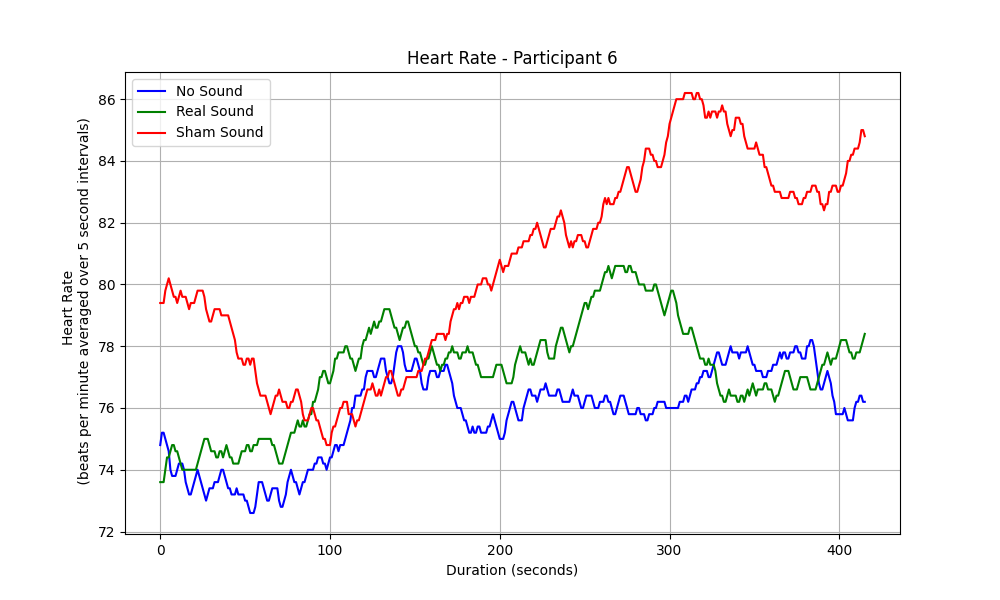 Heart Rate - Participant 6
No Sound
Real Sound
Sham Sound
86
84
82
80
78
76
74
72
Heart Rate
(beats per minute averaged over 5 second intervals)
0 100 200 300 400
Duration (seconds)